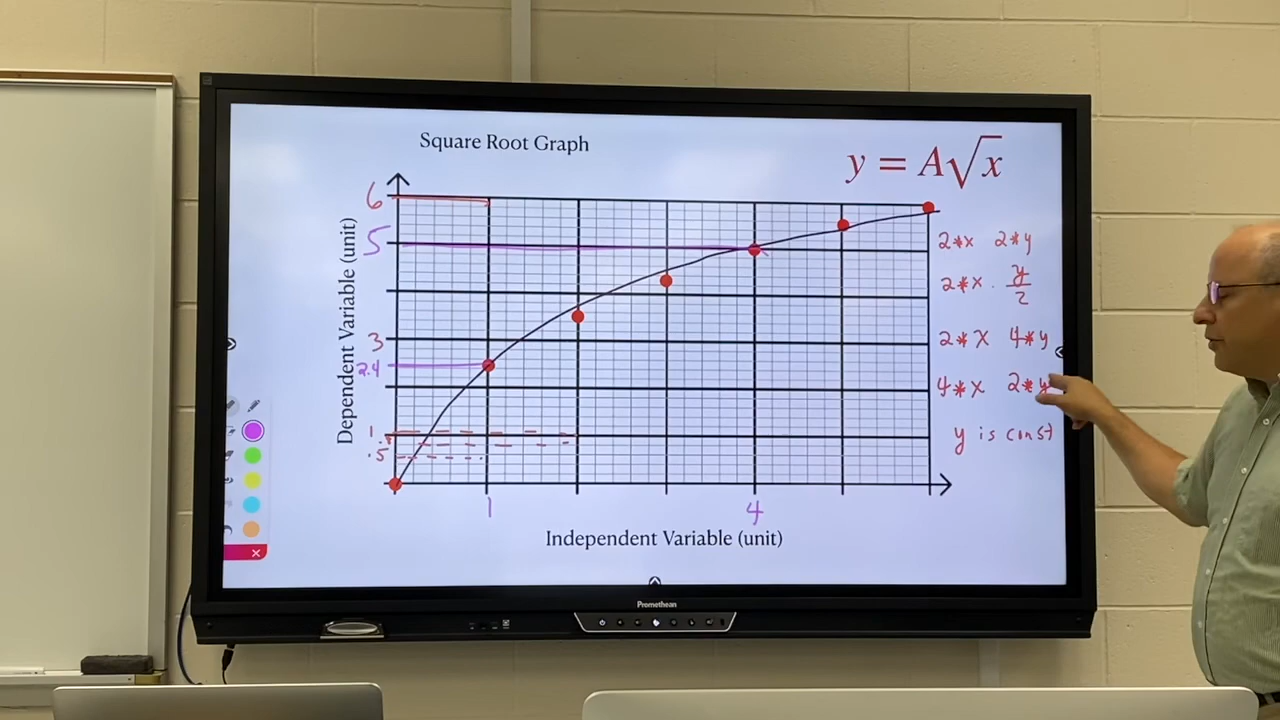 Square Root Graph
y = A√x
6
5
3
2.4
1
.5
Dependent Variable (unit)
1 4
Independent Variable (unit)
2*x 2*y
2*x y/2
2*x 4*y
4*x 2*y
y is const
Promethean